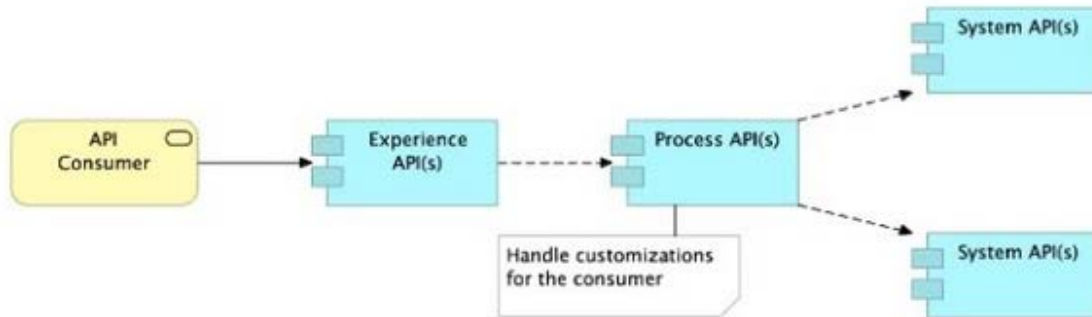 System API(s)
API
Consumer
Experience
API(s)
Process API(s)
Handle customizations
for the consumer
System API(s)